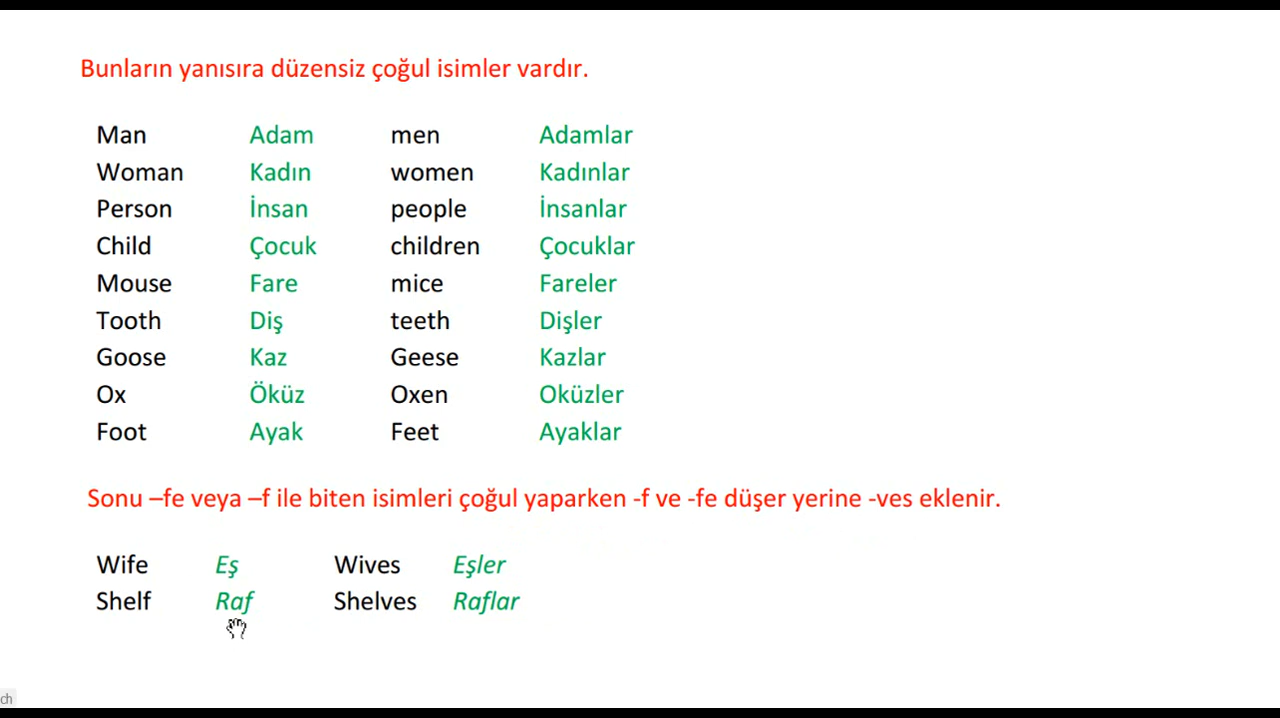 Bunların yanısıra düzensiz çoğul isimler vardır.
Man Adam men Adamlar
Woman Kadın women Kadınlar
Person İnsan people İnsanlar
Child Çocuk children Çocuklar
Mouse Fare mice Fareler
Tooth Diş teeth Dişler
Goose Kaz Geese Kazlar
Ox Öküz Oxen Oküzler
Foot Ayak Feet Ayaklar
Sonu –fe veya –f ile biten isimleri çoğul yaparken -f ve -fe düşer yerine -ves eklenir.
Wife Eş Wives Eşler
Shelf Raf Shelves Raflar
ch